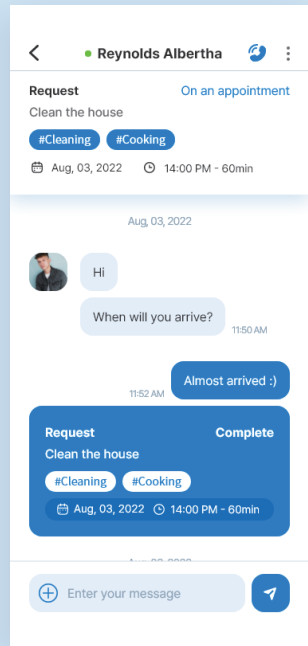 Reynolds Albertha
Request On an appointment
Clean the house
#Cleaning #Cooking
Aug, 03, 2022 14:00 PM - 60min
Aug, 03, 2022
Hi
When will you arrive?
11:50 AM
Almost arrived :)
11:52 AM
Request Complete
Clean the house
#Cleaning #Cooking
Aug, 03, 2022 14:00 PM - 60min
Enter your message